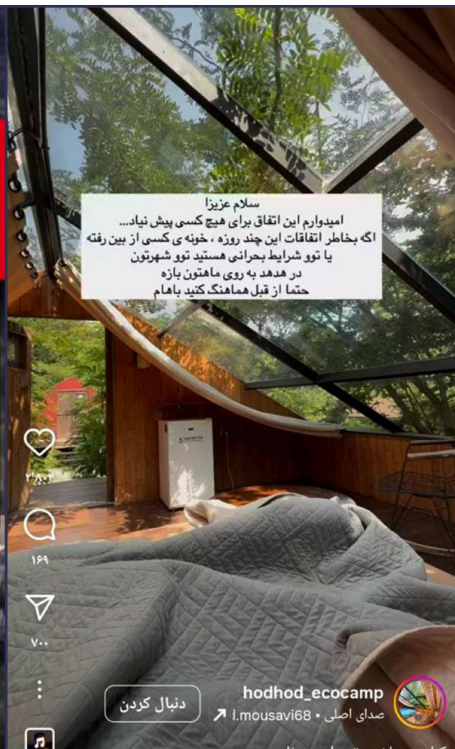 سلام عزیزا
امیدوارم این اتفاق برای هیچ کسی پیش نیاد...
اگه بخاطر اتفاقات این چند روزه ، خونه ی کسی از بین رفته
یا توو شرایط بحرانی هستید توو شهرتون
در هدهد به روی ماهتون بازه
حتما از قبل هماهنگ کنید باهام
۱۶۹
۷۰۰
hodhod_ecocamp
دنبال کردن
صدای اصلی • l.mousavi68